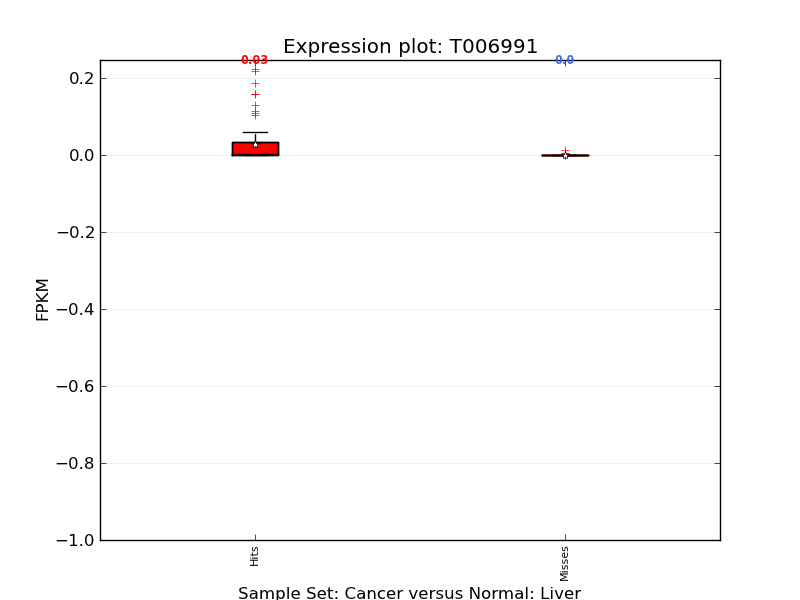 Expression plot: T006991
0.03
0.0
0.2
0.0
−0.2
−0.4
−0.6
−0.8
−1.0
FPKM
Hits
Misses
Sample Set: Cancer versus Normal: Liver